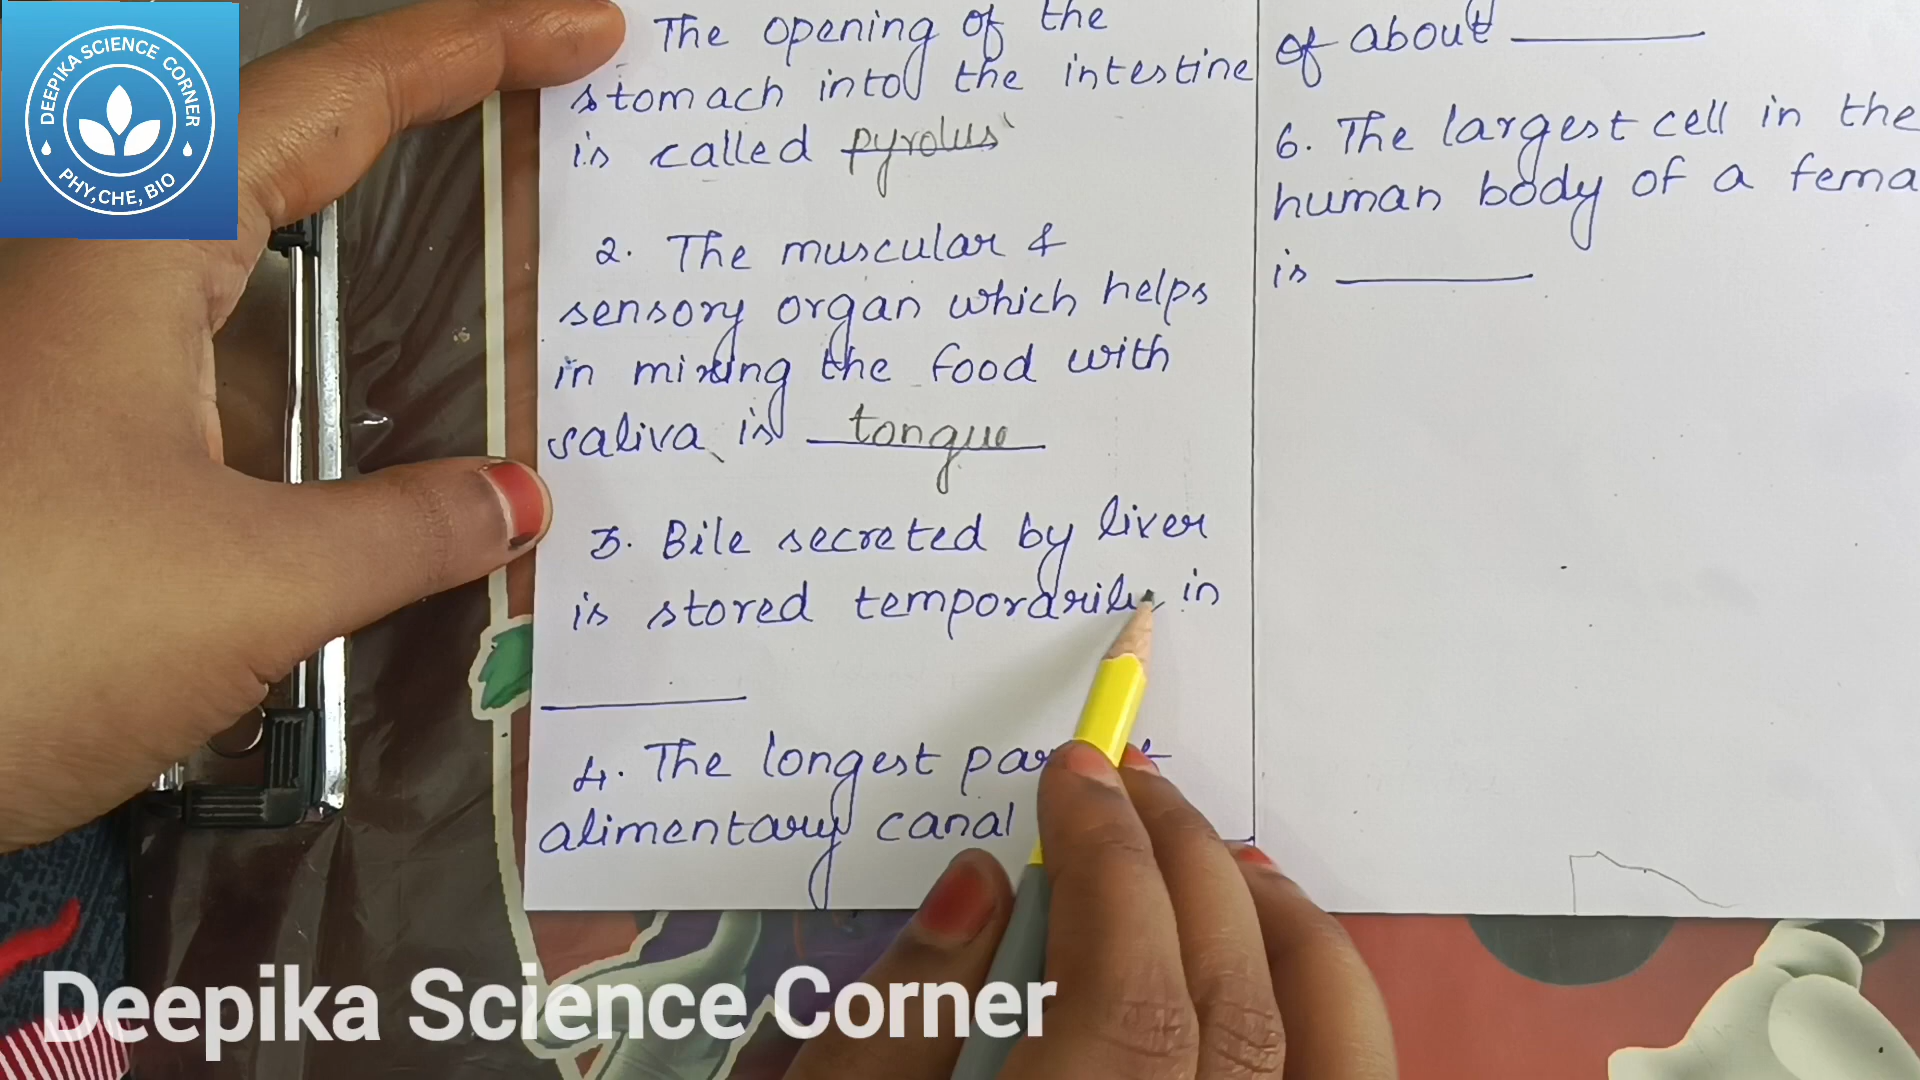 DEEPIKA SCIENCE CORNER
PHY,CHE, BIO
The opening of the
stomach into the intestine
is called pyrolus
2. The muscular &
sensory organ which helps
in mixing the food with
saliva is tongue
3. Bile secreted by liver
is stored temporarily in
4. The longest
alimentary canal
of about
6. The largest cell in the
human body of a fema
is
Deepika Science Corner